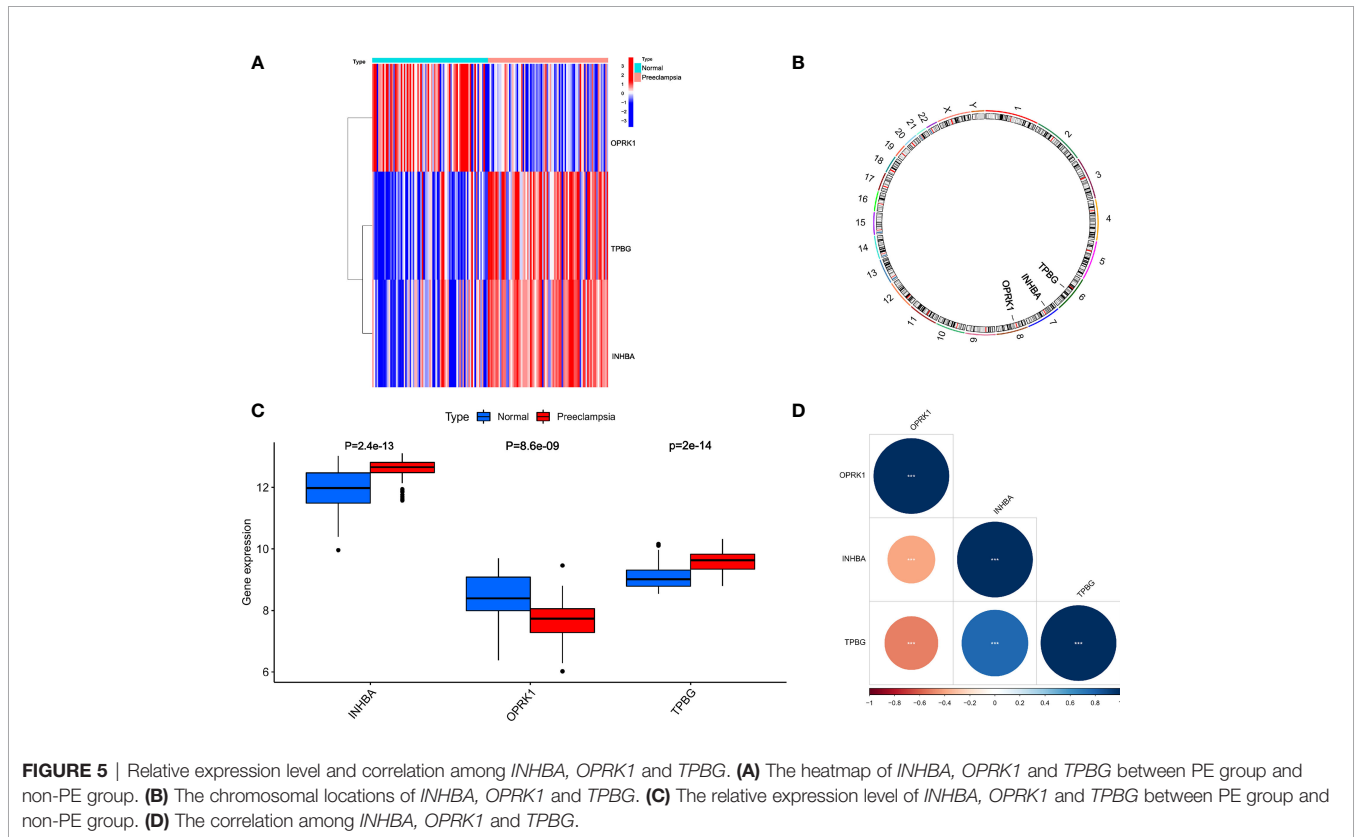 A
Type
Type
Normal
Preeclampsia
3
2
1
0
−1
−2
−3
OPRK1
TPBG
INHBA
B
1
2
3
4
5
6
7
8
9
10
11
12
13
14
15
16
17
18
19
20
21
22
X
Y
TPBG
INHBA
OPRK1
C
Type Normal Preeclampsia
P=2.4e-13 P=8.6e-09 p=2e-14
Gene expression
12
10
8
6
INHBA OPRK1 TPBG
D
OPRK1
OPRK1 ***
INHBA
INHBA *** ***
TPBG
TPBG *** *** ***
−1 −0.8 −0.6 −0.4 −0.2 0 0.2 0.4 0.6 0.8
FIGURE 5 | Relative expression level and correlation among INHBA, OPRK1 and TPBG. (A) The heatmap of INHBA, OPRK1 and TPBG between PE group and
non-PE group. (B) The chromosomal locations of INHBA, OPRK1 and TPBG. (C) The relative expression level of INHBA, OPRK1 and TPBG between PE group and
non-PE group. (D) The correlation among INHBA, OPRK1 and TPBG.